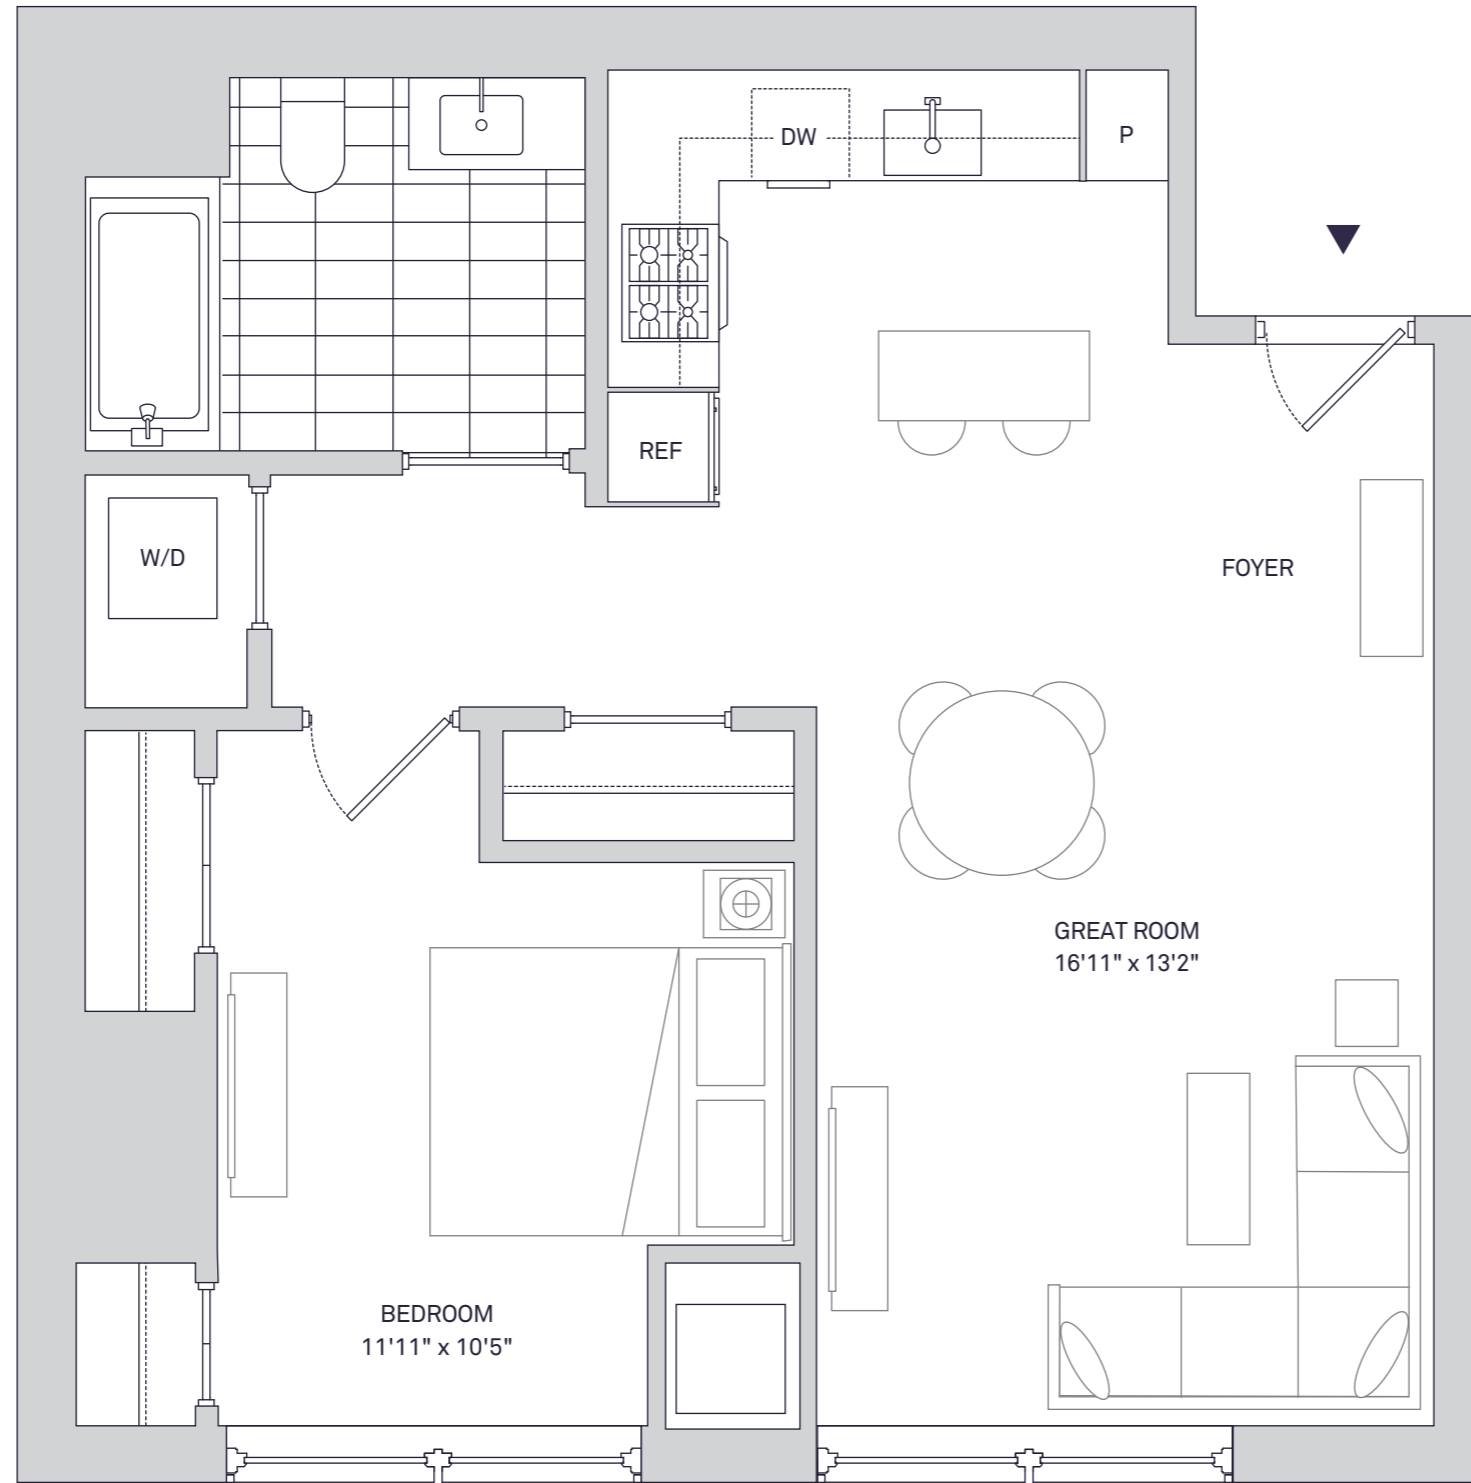 DW
P
REF
W/D
FOYER
GREAT ROOM
16'11" x 13'2"
BEDROOM
11'11" x 10'5"